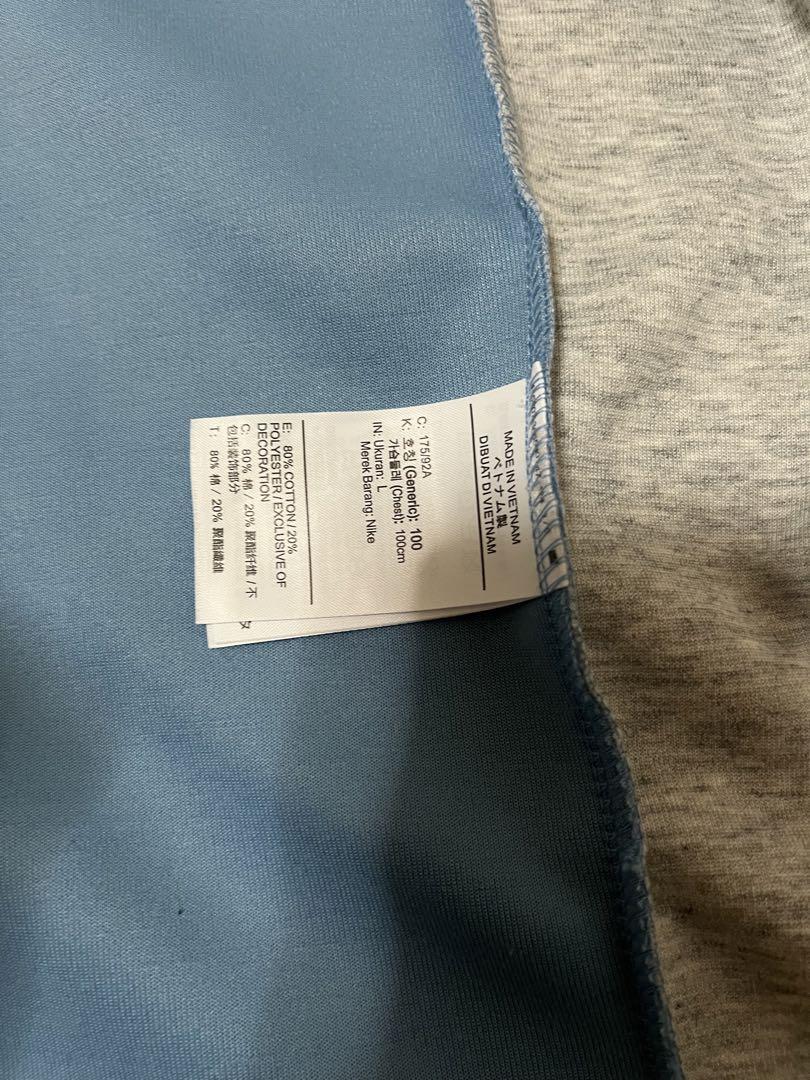 MADE IN VIETNAM
ベトナム製
DIBUAT DI VIETNAM
C: 175/92A
K: 호칭 (Generic): 100
가슴둘레 (Chest): 100cm
IN: Ukuran: L
Merek Barang: Nike
E: 80% COTTON / 20%
POLYESTER / EXCLUSIVE OF
DECORATION
C: 80% 棉 / 20% 聚酯纤维 / 不
包括装饰部分
T: 80% 棉 / 20% 聚酯纖維